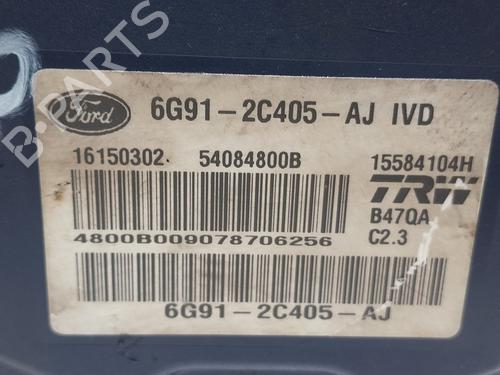 B-PARTS
Ford
6G91-2C405-AJ IVD
16150302 54084800B 15584104H
TRW
B47QA
4800B009078706256
C2.3
6G91-2C405-AJ